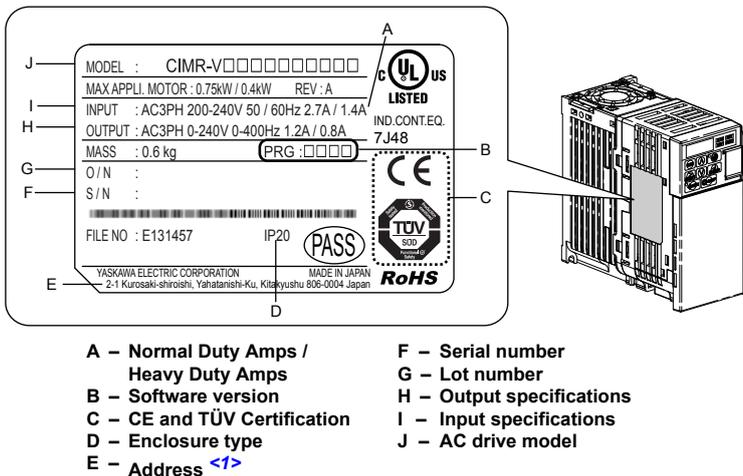 A
J
MODEL : CIMR-V□□□□□□□□□□
MAX APPLI. MOTOR : 0.75kW / 0.4kW REV : A
I
INPUT : AC3PH 200-240V 50 / 60Hz 2.7A / 1.4A
H
OUTPUT : AC3PH 0-240V 0-400Hz 1.2A / 0.8A
MASS : 0.6 kg PRG :□□□□
B
G
O / N :
F
S / N :
FILE NO : E131457 IP20 PASS
YASKAWA ELECTRIC CORPORATION MADE IN JAPAN
E
2-1 Kurosaki-shiroishi, Yahatanishi-Ku, Kitakyushu 806-0004 Japan
D
C UL US
LISTED
IND.CONT.EQ.
7J48
CE
C
TÜV
SÜD
Functional
Safety
RoHS
A – Normal Duty Amps /
Heavy Duty Amps
B – Software version
C – CE and TÜV Certification
D – Enclosure type
E – Address <1>
F – Serial number
G – Lot number
H – Output specifications
I – Input specifications
J – AC drive model